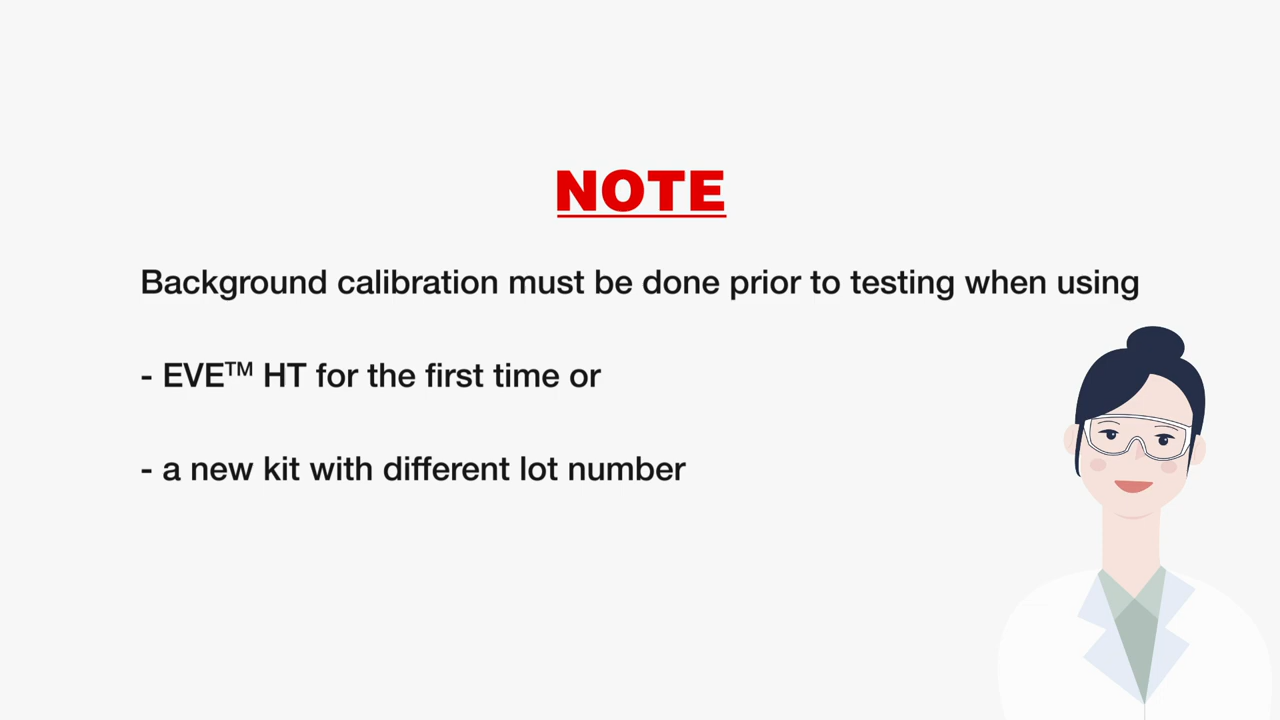 NOTE
Background calibration must be done prior to testing when using
- EVE™ HT for the first time or
- a new kit with different lot number